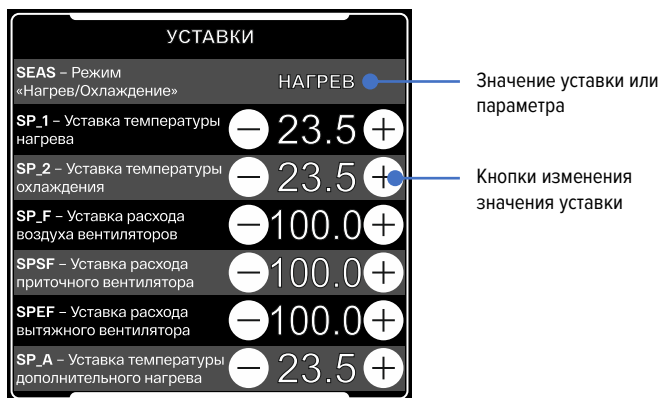 УСТАВКИ
SEAS – Режим
«Нагрев/Охлаждение»
НАГРЕВ
SP_1 – Уставка температуры
нагрева
23.5
SP_2 – Уставка температуры
охлаждения
23.5
SP_F – Уставка расхода
воздуха вентиляторов
100.0
SPSF – Уставка расхода
приточного вентилятора
100.0
SPEF – Уставка расхода
вытяжного вентилятора
100.0
SP_A – Уставка температуры
дополнительного нагрева
23.5
Значение уставки или
параметра
Кнопки изменения
значения уставки